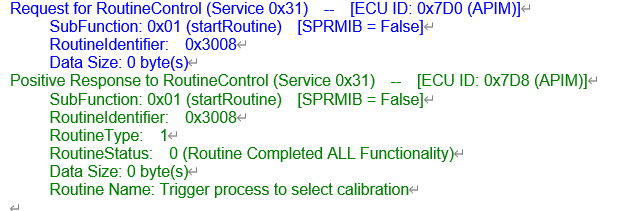 Request for RoutineControl (Service 0x31) -- [ECU ID: 0x7D0 (APIM)]
SubFunction: 0x01 (startRoutine) [SPRMIB = False]
RoutineIdentifier: 0x3008
Data Size: 0 byte(s)
Positive Response to RoutineControl (Service 0x31) -- [ECU ID: 0x7D8 (APIM)]
SubFunction: 0x01 (startRoutine) [SPRMIB = False]
RoutineIdentifier: 0x3008
RoutineType: 1
RoutineStatus: 0 (Routine Completed ALL Functionality)
Data Size: 0 byte(s)
Routine Name: Trigger process to select calibration